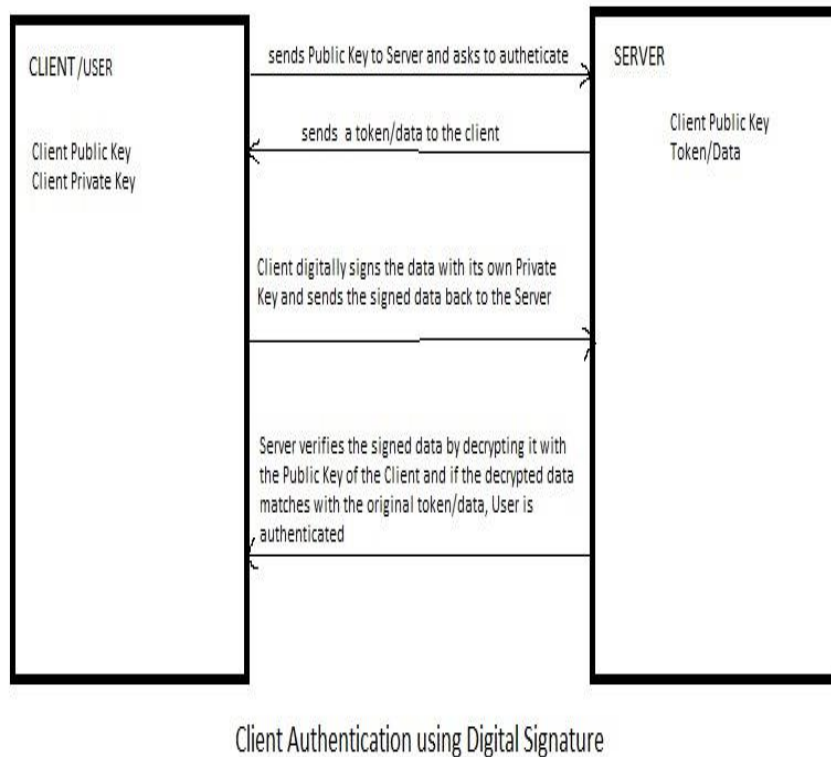 sends Public Key to Server and asks to autheticate
CLIENT/USER
SERVER
sends a token/data to the client
Client Public Key
Client Private Key
Client Public Key
Token/Data
Client digitally signs the data with its own Private
Key and sends the signed data back to the Server
Server verifies the signed data by decrypting it with
the Public Key of the Client and if the decrypted data
matches with the original token/data, User is
authenticated
Client Authentication using Digital Signature